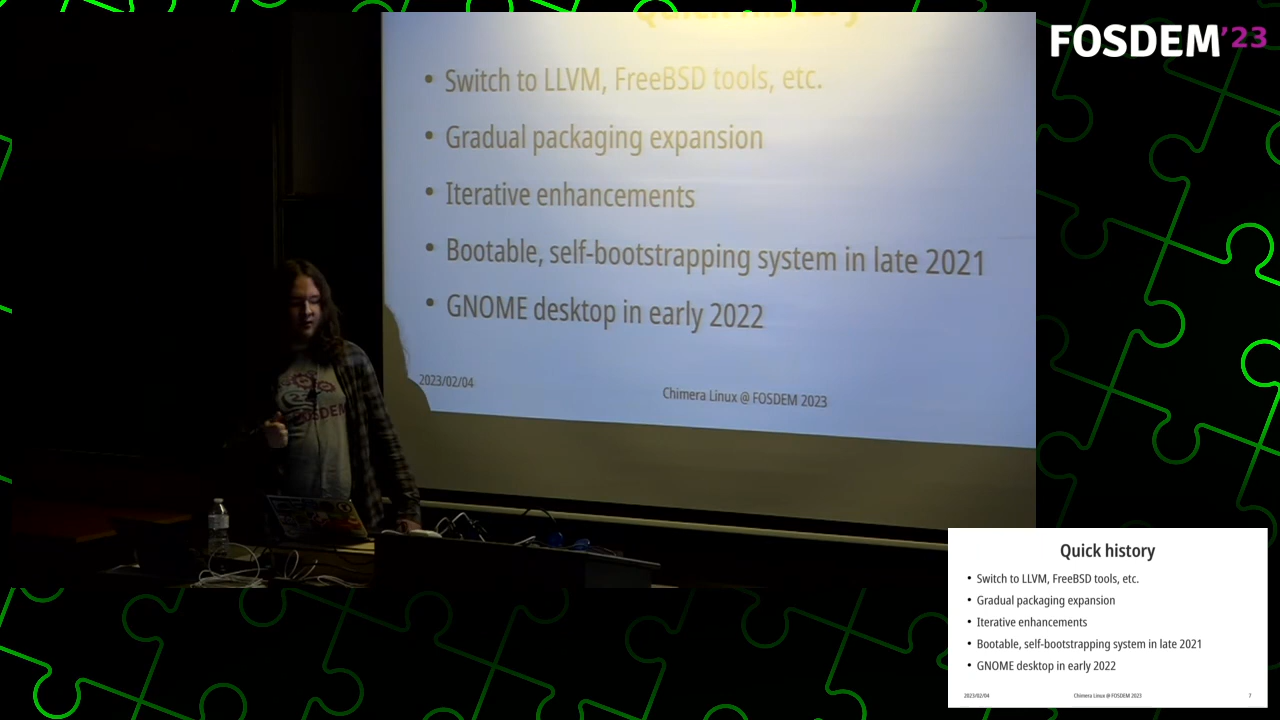 FOSDEM'23
Quick history
• Switch to LLVM, FreeBSD tools, etc.
• Gradual packaging expansion
• Iterative enhancements
• Bootable, self-bootstrapping system in late 2021
• GNOME desktop in early 2022
2023/02/04
Chimera Linux @ FOSDEM 2023
FOSDEM
Quick history
• Switch to LLVM, FreeBSD tools, etc.
• Gradual packaging expansion
• Iterative enhancements
• Bootable, self-bootstrapping system in late 2021
• GNOME desktop in early 2022
2023/02/04
Chimera Linux @ FOSDEM 2023
7